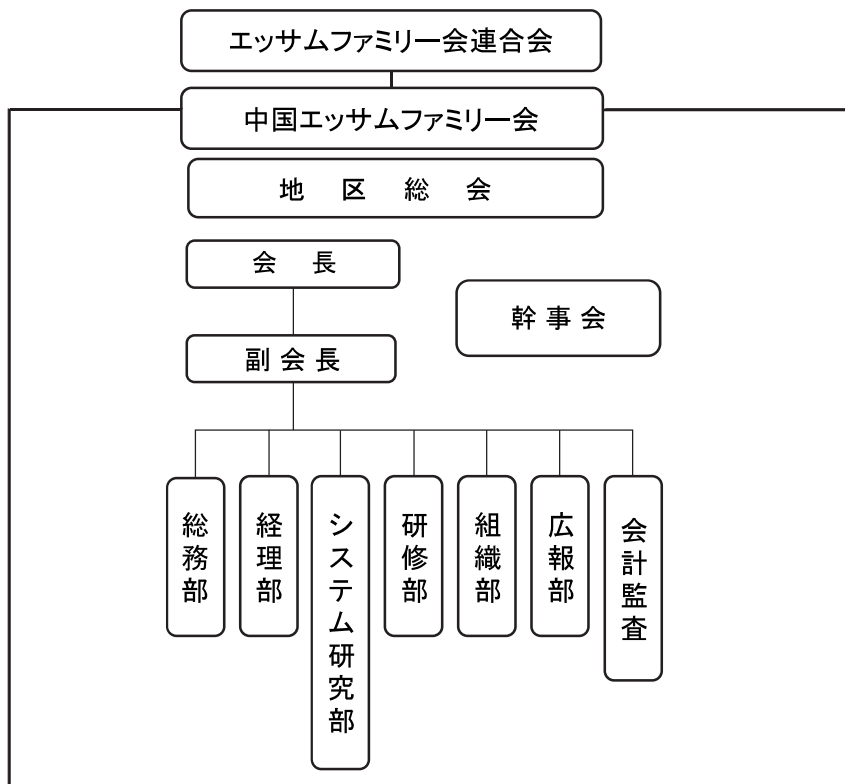 エッサムファミリー会連合会
中国エッサムファミリー会
地区総会
会長
幹事会
副会長
総務部
経理部
システム研究部
研修部
組織部
広報部
会計監査